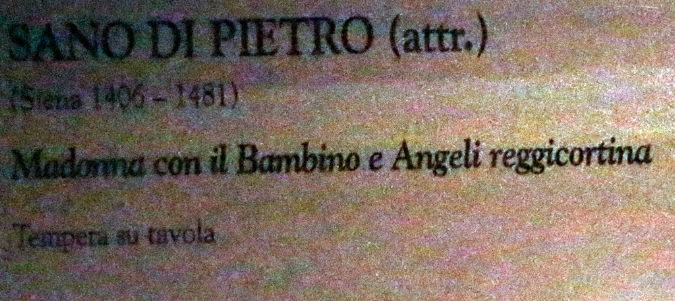 SANO DI PIETRO (attr.)
(Siena 1406 – 1481)
Madonna con il Bambino e Angeli reggicortina
Tempera su tavola